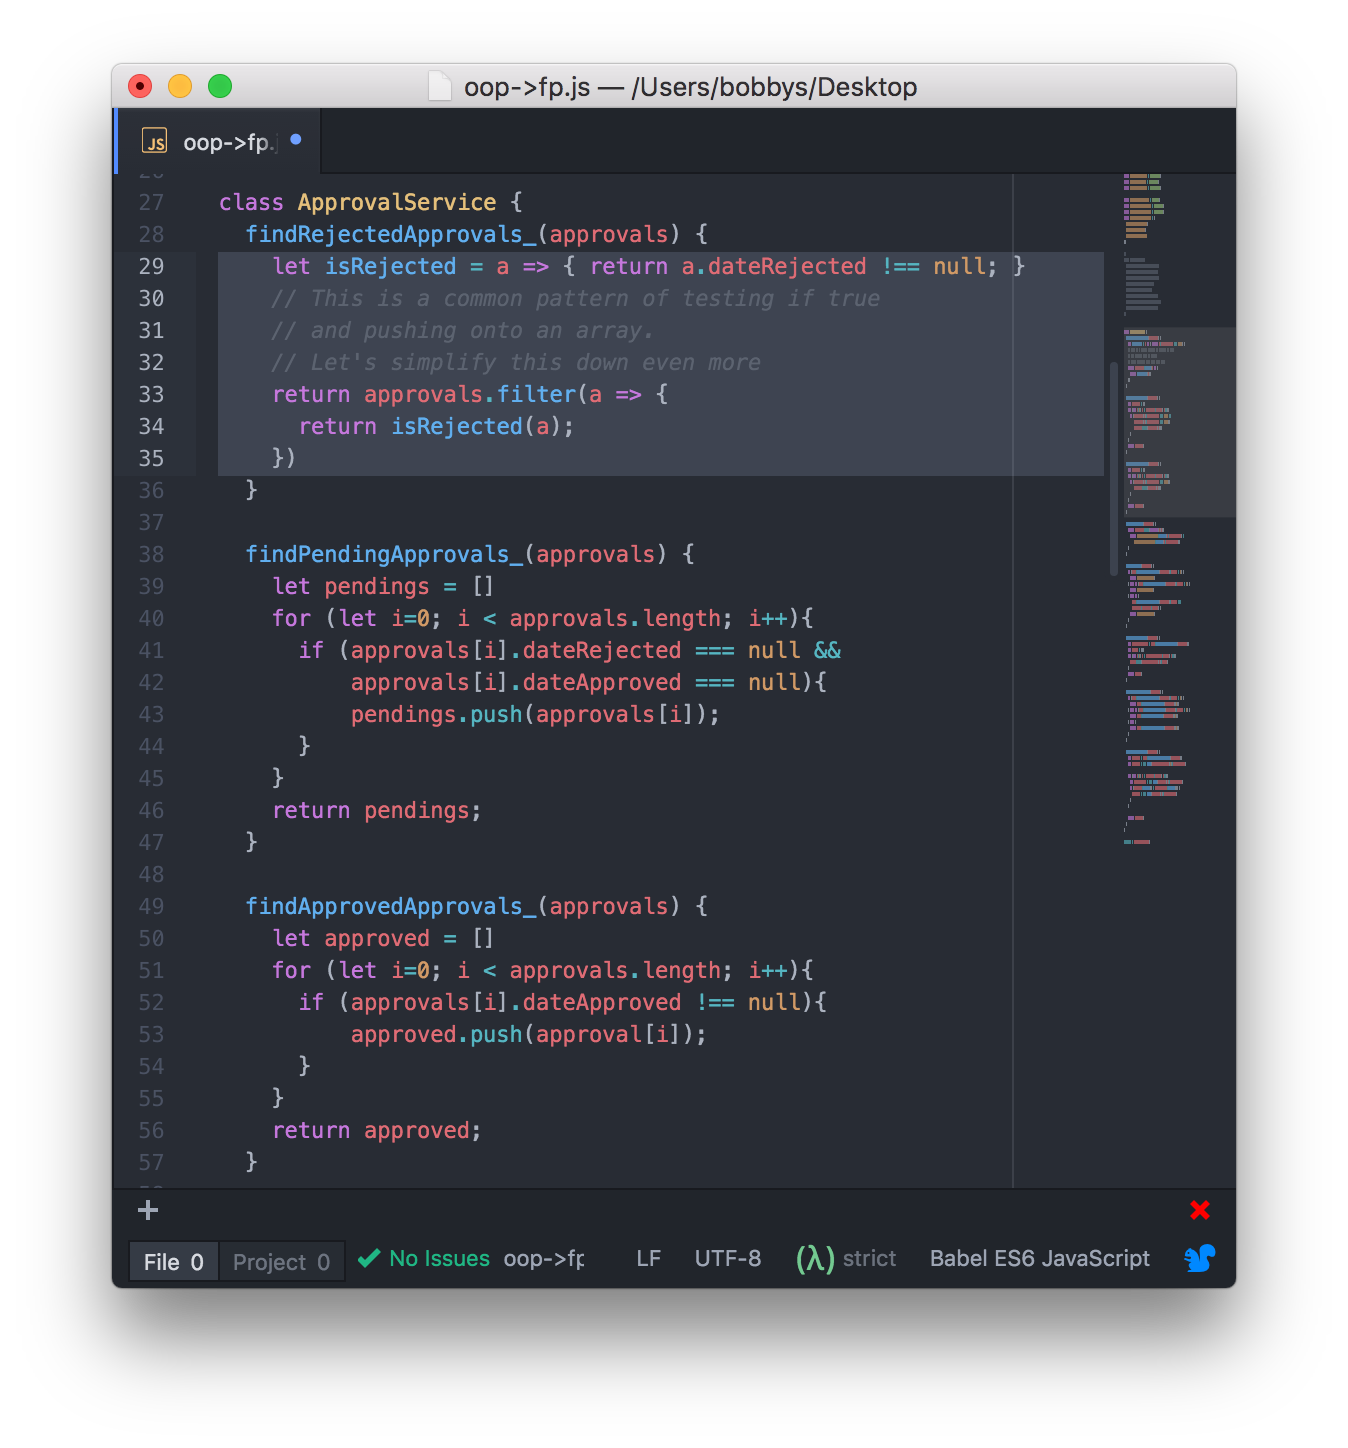 oop->fp.js — /Users/bobbys/Desktop
JS oop->fp.j
27 class ApprovalService {
28 findRejectedApprovals_(approvals) {
29 let isRejected = a => { return a.dateRejected !== null; }
30 // This is a common pattern of testing if true
31 // and pushing onto an array.
32 // Let's simplify this down even more
33 return approvals.filter(a => {
34 return isRejected(a);
35 })
36 }
37
38 findPendingApprovals_(approvals) {
39 let pendings = []
40 for (let i=0; i < approvals.length; i++){
41 if (approvals[i].dateRejected === null &&
42 approvals[i].dateApproved === null){
43 pendings.push(approvals[i]);
44 }
45 }
46 return pendings;
47 }
48
49 findApprovedApprovals_(approvals) {
50 let approved = []
51 for (let i=0; i < approvals.length; i++){
52 if (approvals[i].dateApproved !== null){
53 approved.push(approval[i]);
54 }
55 }
56 return approved;
57 }
File 0 Project 0 No Issues oop->fp LF UTF-8 (λ) strict Babel ES6 JavaScript